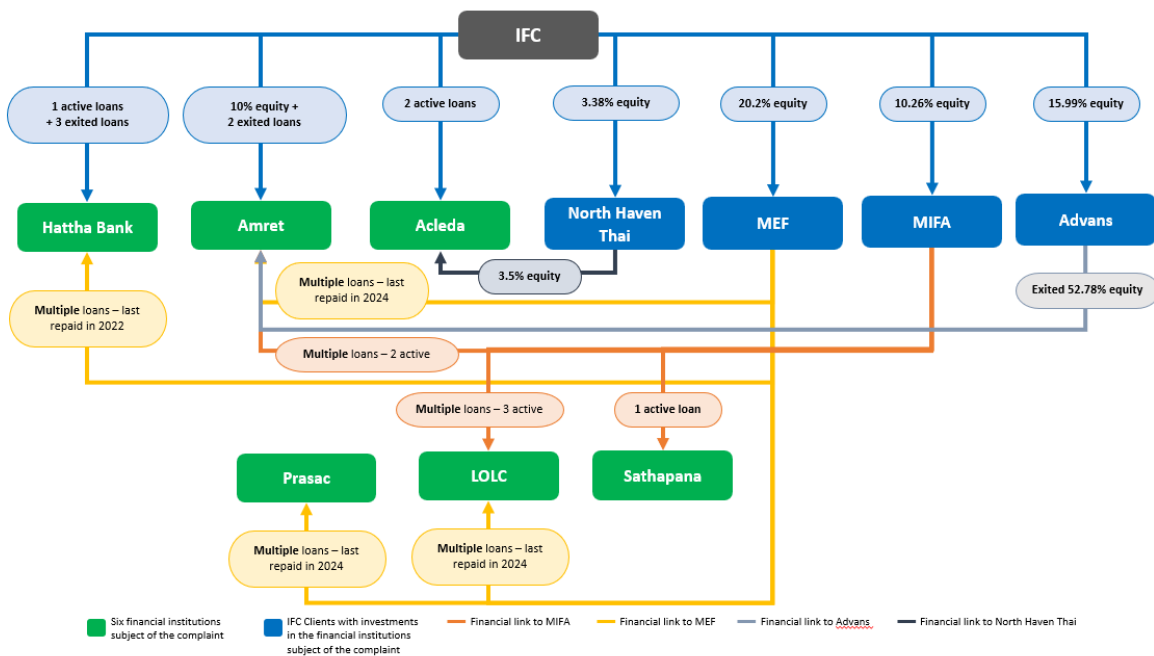 IFC
1 active loans
+ 3 exited loans
10% equity +
2 exited loans
2 active loans
3.38% equity
20.2% equity
10.26% equity
15.99% equity
Hattha Bank
Amret
Acleda
North Haven
Thai
MEF
MIFA
Advans
3.5% equity
Multiple loans – last
repaid in 2024
Exited 52.78% equity
Multiple loans – last
repaid in 2022
Multiple loans – 2 active
Multiple loans – 3 active
1 active loan
Prasac
LOLC
Sathapana
Multiple loans – last
repaid in 2024
Multiple loans – last
repaid in 2024
Six financial institutions
subject of the complaint
IFC Clients with investments
in the financial institutions
subject of the complaint
Financial link to MIFA
Financial link to MEF
Financial link to Advans
Financial link to North Haven Thai